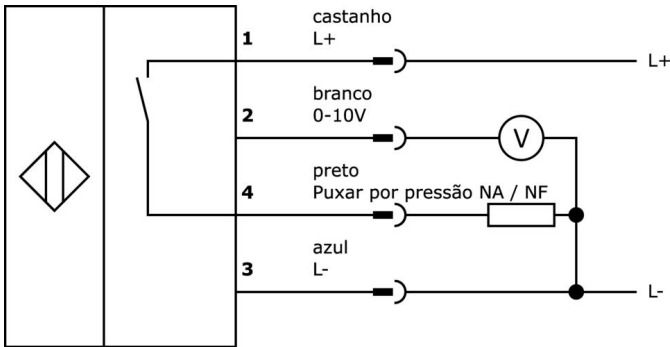 castanho
1 L+ L+
branco
2 0-10V
V
preto
4 Puxar por pressão NA / NF
azul
3 L-
L-